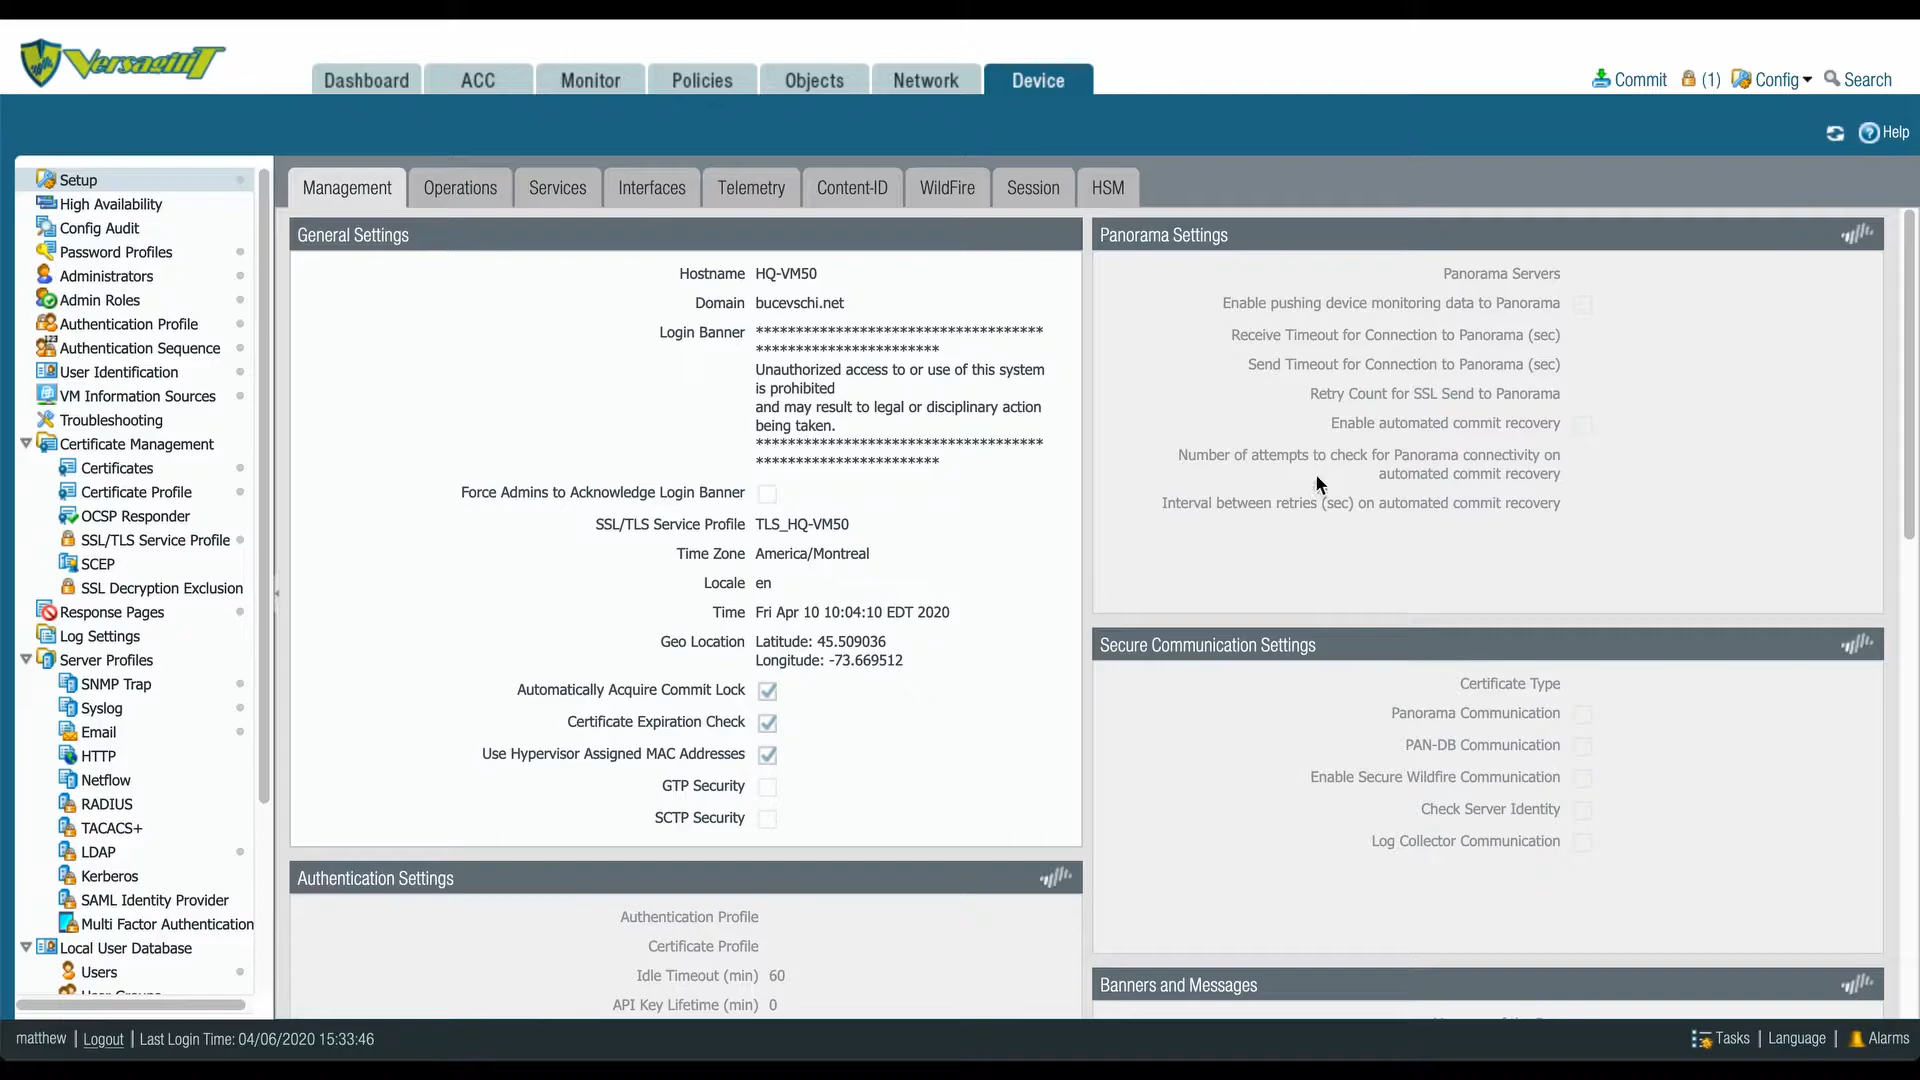 VersagiliT
Dashboard
ACC
Monitor
Policies
Objects
Network
Device
Commit
(1)
Config
Search
Help
Setup
High Availability
Config Audit
Password Profiles
Administrators
Admin Roles
Authentication Profile
Authentication Sequence
User Identification
VM Information Sources
Troubleshooting
Certificate Management
Certificates
Certificate Profile
OCSP Responder
SSL/TLS Service Profile
SCEP
SSL Decryption Exclusion
Response Pages
Log Settings
Server Profiles
SNMP Trap
Syslog
Email
HTTP
Netflow
RADIUS
TACACS+
LDAP
Kerberos
SAML Identity Provider
Multi Factor Authentication
Local User Database
Users
Management
Operations
Services
Interfaces
Telemetry
Content-ID
WildFire
Session
HSM
General Settings
Hostname HQ-VM50
Domain bucevschi.net
Login Banner ************************************
***********************
Unauthorized access to or use of this system
is prohibited
and may result to legal or disciplinary action
being taken.
************************************
***********************
Force Admins to Acknowledge Login Banner
SSL/TLS Service Profile TLS_HQ-VM50
Time Zone America/Montreal
Locale en
Time Fri Apr 10 10:04:10 EDT 2020
Geo Location Latitude: 45.509036
Longitude: -73.669512
Automatically Acquire Commit Lock
Certificate Expiration Check
Use Hypervisor Assigned MAC Addresses
GTP Security
SCTP Security
Authentication Settings
Authentication Profile
Certificate Profile
Idle Timeout (min) 60
API Key Lifetime (min) 0
Panorama Settings
Panorama Servers
Enable pushing device monitoring data to Panorama
Receive Timeout for Connection to Panorama (sec)
Send Timeout for Connection to Panorama (sec)
Retry Count for SSL Send to Panorama
Enable automated commit recovery
Number of attempts to check for Panorama connectivity on
automated commit recovery
Interval between retries (sec) on automated commit recovery
Secure Communication Settings
Certificate Type
Panorama Communication
PAN-DB Communication
Enable Secure Wildfire Communication
Check Server Identity
Log Collector Communication
Banners and Messages
matthew | Logout | Last Login Time: 04/06/2020 15:33:46
Tasks | Language | Alarms